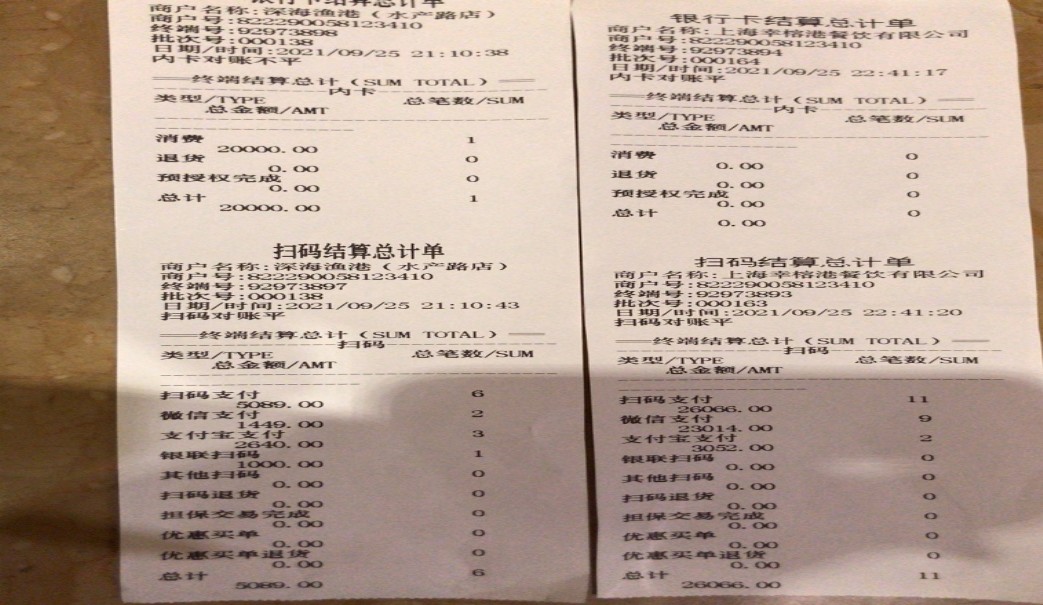 银行卡结算总计单
商户名称:深海渔港（水产路店）
商户号:822290058123410
终端号:92973898
批次号:000138
日期/时间:2021/09/25 21:10:38
内卡对账不平
终端结算总计（SUM TOTAL）
内卡
类型/TYPE 总笔数/SUM
总金额/AMT
消费 1
20000.00
退货 0
0.00
预授权完成 0
0.00
总计 1
20000.00
扫码结算总计单
商户名称:深海渔港（水产路店）
商户号:822290058123410
终端号:92973897
批次号:000138
日期/时间:2021/09/25 21:10:43
扫码对账平
终端结算总计（SUM TOTAL）
扫码
类型/TYPE 总笔数/SUM
总金额/AMT
扫码支付 6
5089.00
微信支付 2
1449.00
支付宝支付 3
2640.00
银联扫码 1
1000.00
其他扫码 0
0.00
扫码退货 0
0.00
担保交易完成 0
0.00
优惠买单 0
0.00
优惠买单退货 0
0.00
总计 6
5089.00
银行卡结算总计单
商户名称:上海幸榕港餐饮有限公司
商户号:822290058123410
终端号:92973894
批次号:000164
日期/时间:2021/09/25 22:41:17
内卡对账平
终端结算总计（SUM TOTAL）
内卡
类型/TYPE 总笔数/SUM
总金额/AMT
消费 0
0.00
退货 0
0.00
预授权完成 0
0.00
总计 0
0.00
扫码结算总计单
商户名称:上海幸榕港餐饮有限公司
商户号:822290058123410
终端号:92973893
批次号:000163
日期/时间:2021/09/25 22:41:20
扫码对账平
终端结算总计（SUM TOTAL）
扫码
类型/TYPE 总笔数/SUM
总金额/AMT
扫码支付 11
26066.00
微信支付 9
23014.00
支付宝支付 2
3052.00
银联扫码 0
0.00
其他扫码 0
0.00
扫码退货 0
0.00
担保交易完成 0
0.00
优惠买单 0
0.00
优惠买单退货 0
0.00
总计 11
26066.00